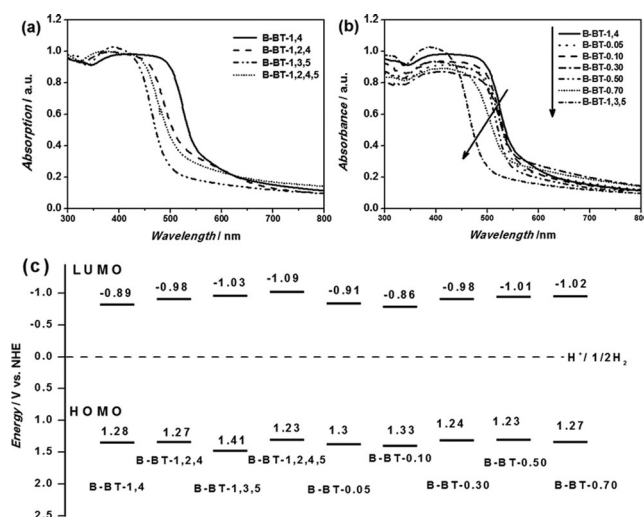 (a)
B-BT-1,4
B-BT-1,2,4
B-BT-1,3,5
B-BT-1,2,4,5
Absorption / a.u.
1.2
1.0
0.8
0.6
0.4
0.2
0.0
300 400 500 600 700 800
Wavelength / nm
(b)
B-BT-1,4
B-BT-0.05
B-BT-0.10
B-BT-0.30
B-BT-0.50
B-BT-0.70
B-BT-1,3,5
Absorbance / a.u.
1.2
1.0
0.8
0.6
0.4
0.2
0.0
300 400 500 600 700 800
Wavelength /nm
(c)
LUMO
-0.89 -0.98 -1.03 -1.09 -0.91 -0.86 -0.98 -1.01 -1.02
H⁺/ 1/2H₂
HOMO
1.28 1.27 1.41 1.23 1.3 1.33 1.24 1.23 1.27
B-BT-1,4 B-BT-1,2,4 B-BT-1,3,5 B-BT-1,2,4,5 B-BT-0.05 B-BT-0.10 B-BT-0.30 B-BT-0.50 B-BT-0.70
Energy / V vs. NHE
-1.0
-0.5
0.0
0.5
1.0
1.5
2.0
2.5